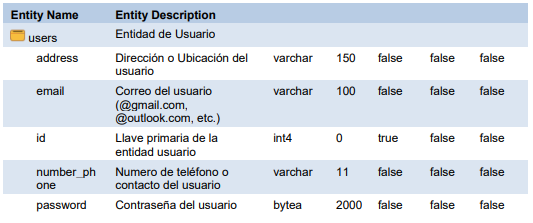 Entity Name Entity Description
users Entidad de Usuario
address Dirección o Ubicación del usuario varchar 150 false false false
email Correo del usuario (@gmail.com, @outlook.com, etc.) varchar 100 false false false
id Llave primaria de la entidad usuario int4 0 true false false
number_phone Numero de teléfono o contacto del usuario varchar 11 false false false
password Contraseña del usuario bytea 2000 false false false